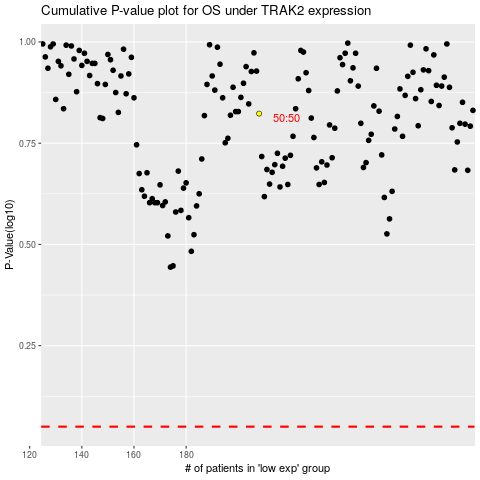 Cumulative P-value plot for OS under TRAK2 expression
P-Value(log10)
1.00
0.75
0.50
0.25
50:50
120 140 160 180
# of patients in 'low exp' group